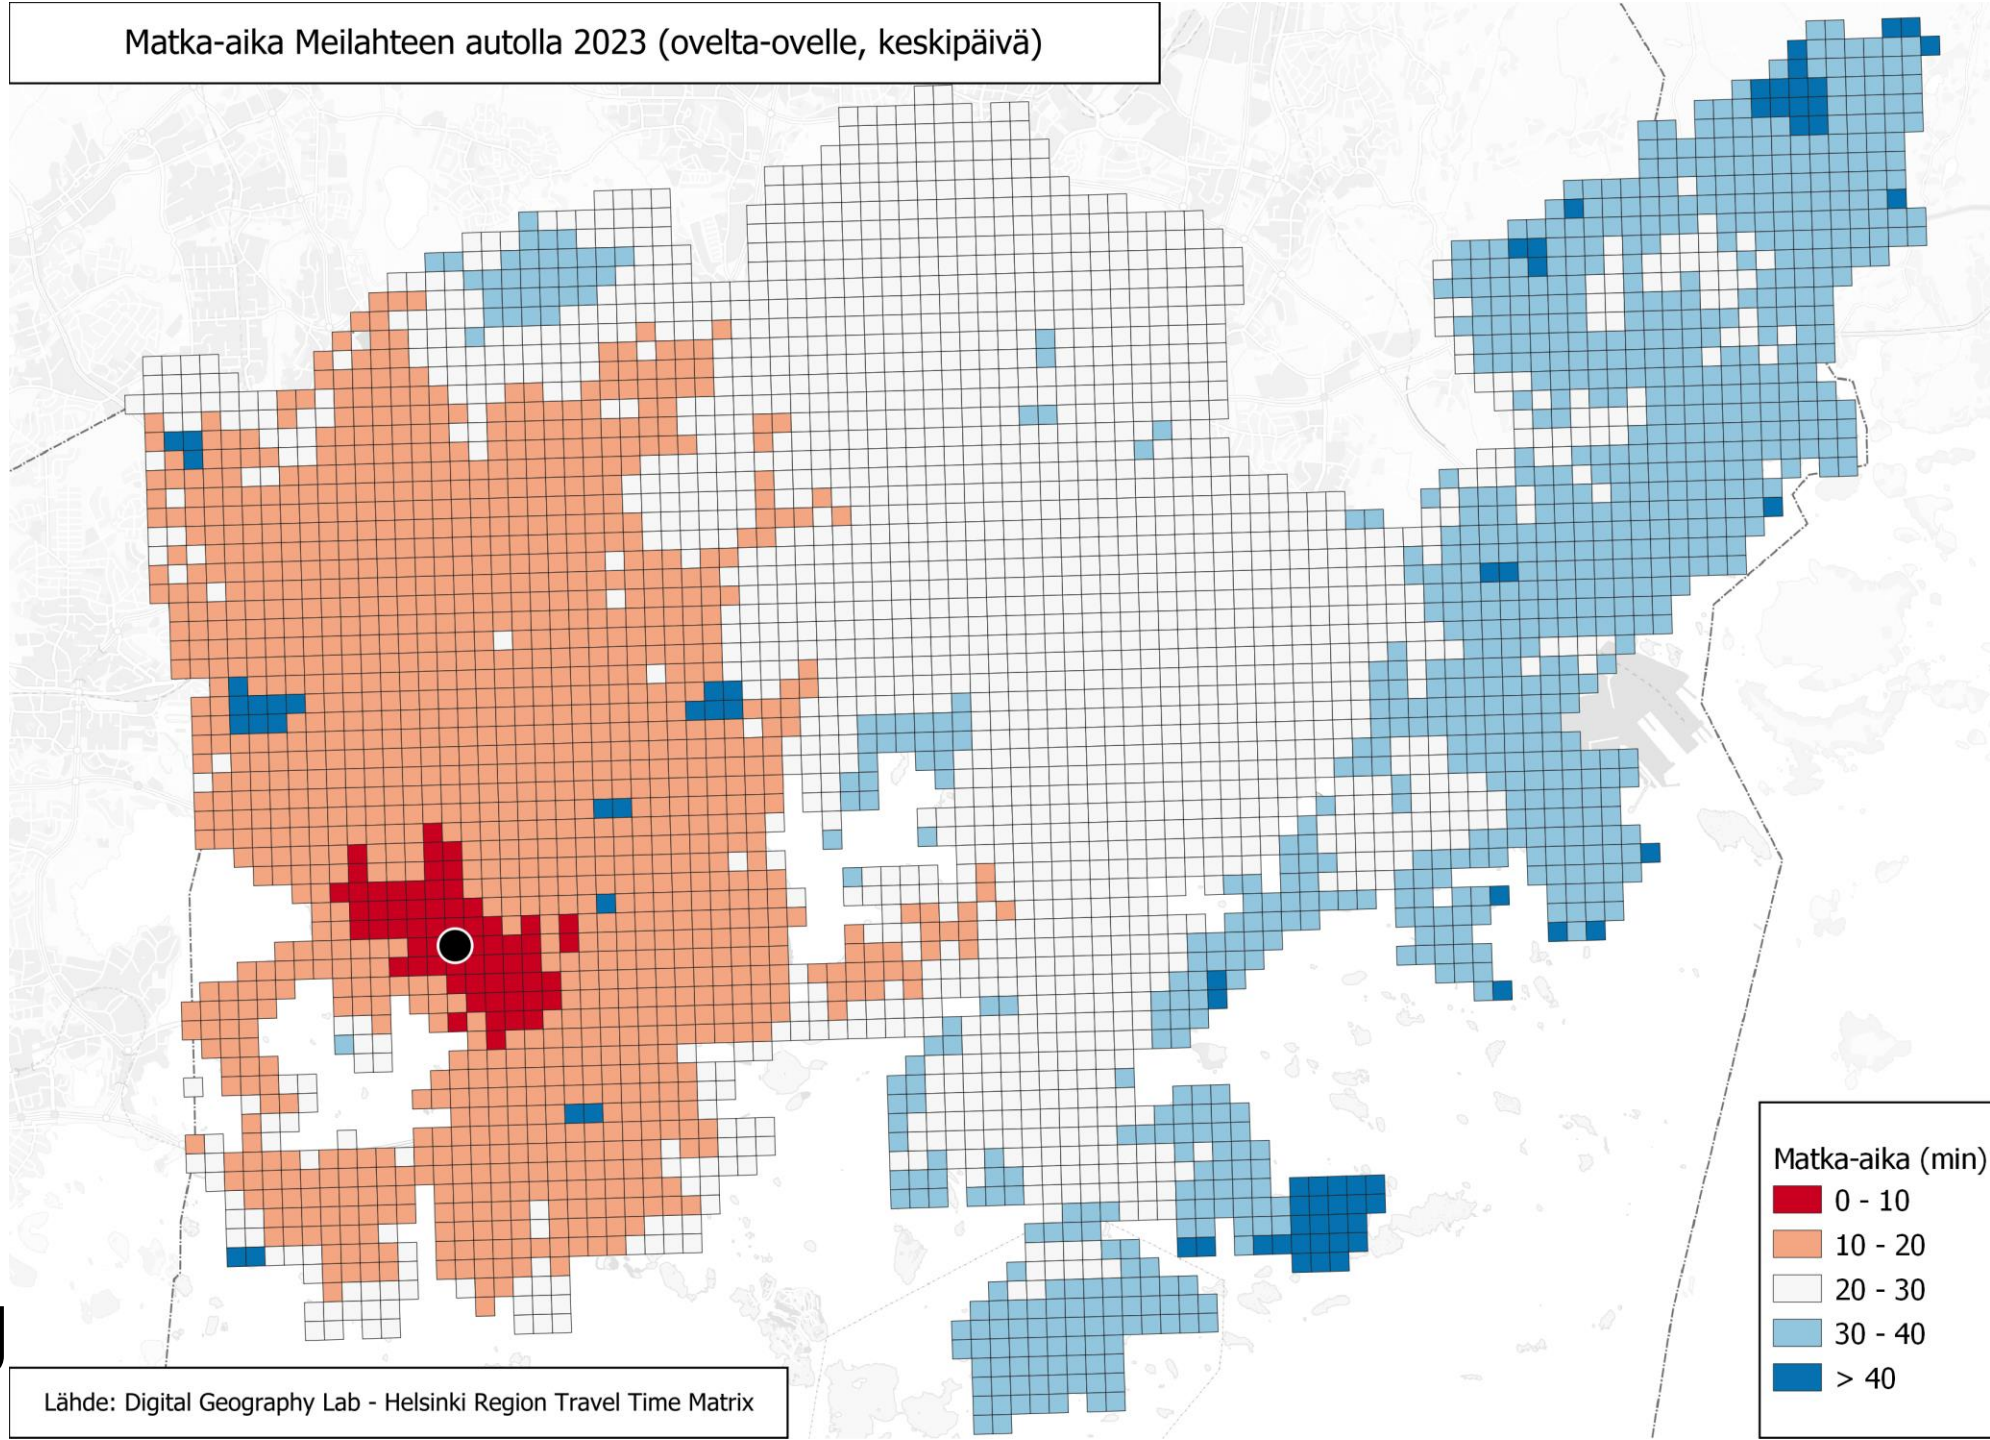 Matka-aika Meilahteen autolla 2023 (ovelta-ovelle, keskipäivä)
Matka-aika (min)
0 - 10
10 - 20
20 - 30
30 - 40
> 40
Lähde: Digital Geography Lab - Helsinki Region Travel Time Matrix